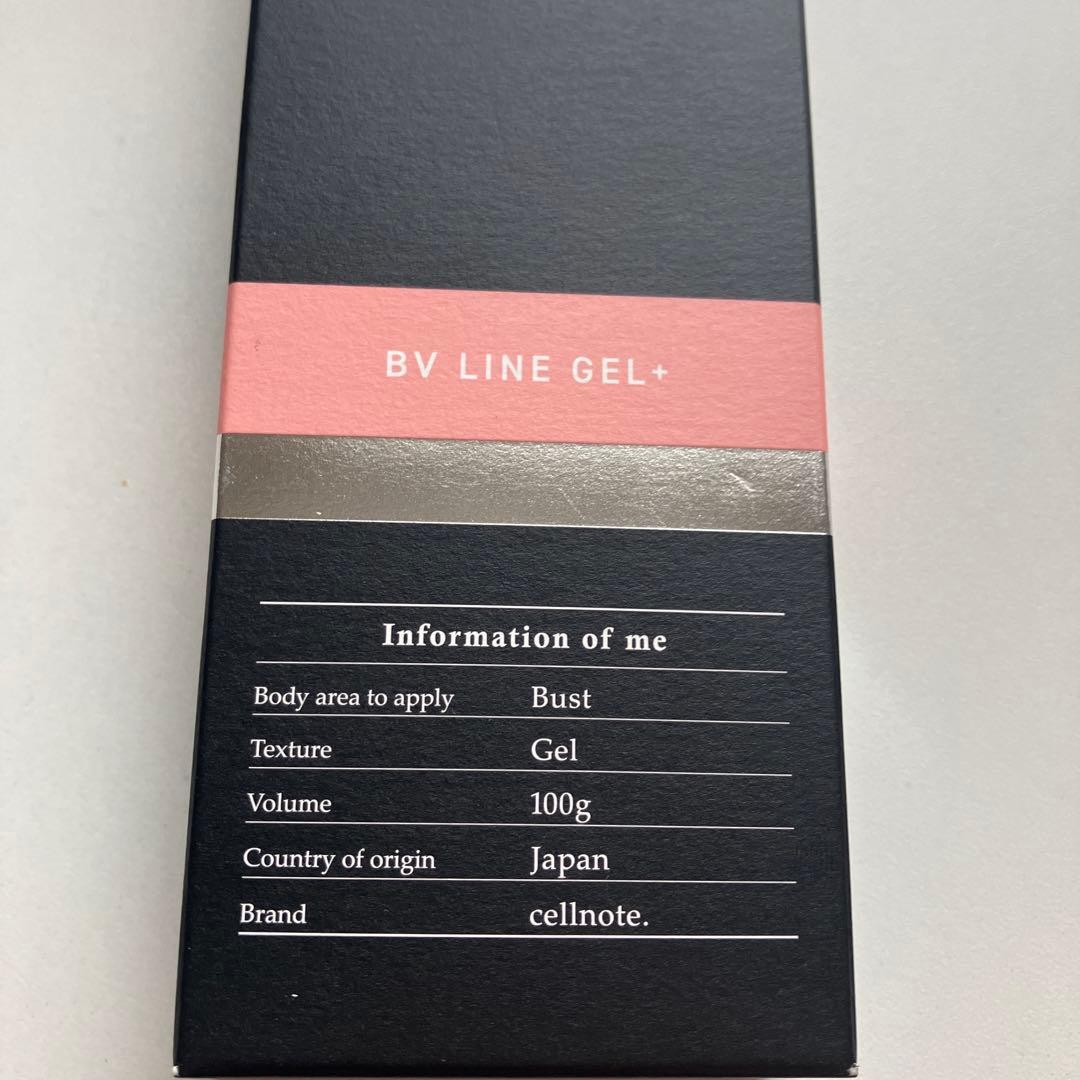 BV LINE GEL+
Information of me
Body area to apply Bust
Texture Gel
Volume 100g
Country of origin Japan
Brand cellnote.